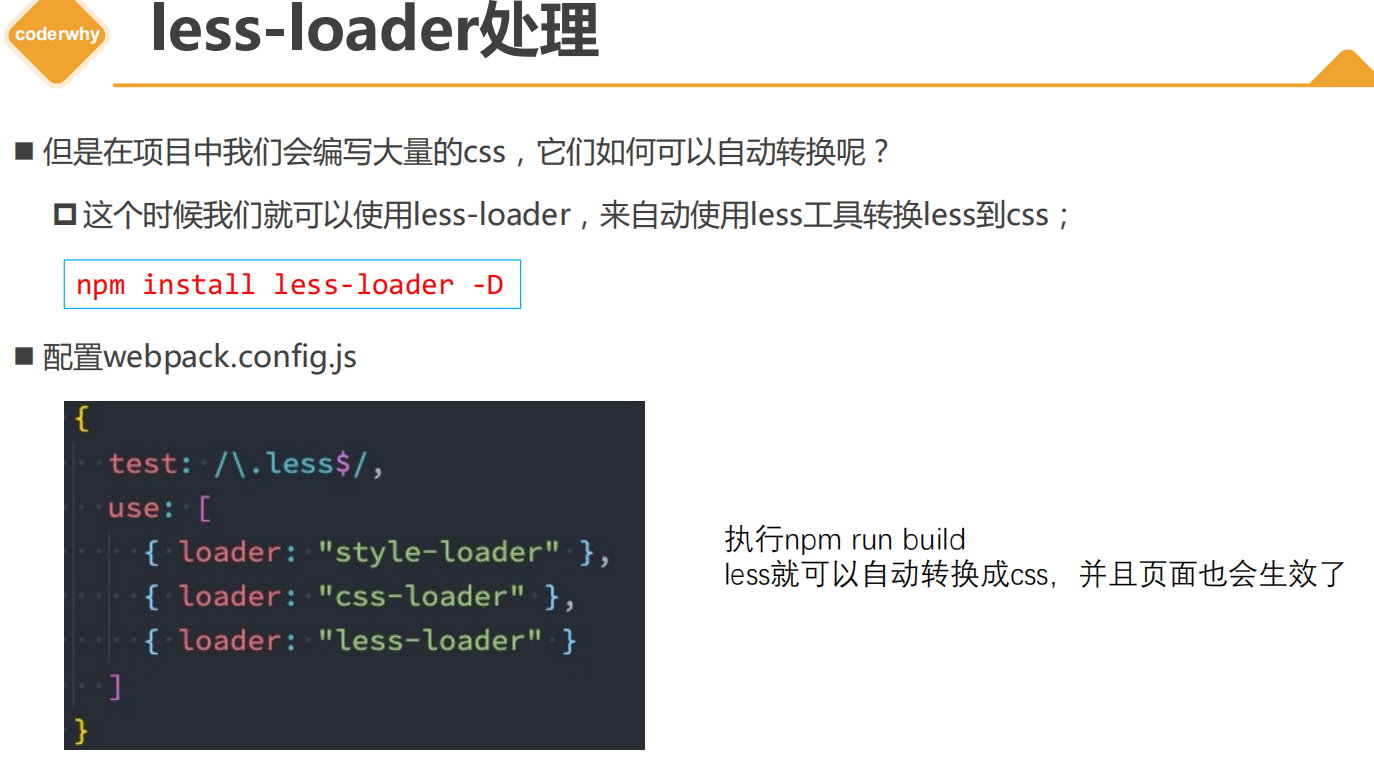 coderwhy
less-loader处理
但是在项目中我们会编写大量的css，它们如何可以自动转换呢？
这个时候我们就可以使用less-loader，来自动使用less工具转换less到css；
npm install less-loader -D
配置webpack.config.js
{
test: /\.less$/,
use: [
{ loader: "style-loader" },
{ loader: "css-loader" },
{ loader: "less-loader" }
]
}
执行npm run build
less就可以自动转换成css，并且页面也会生效了